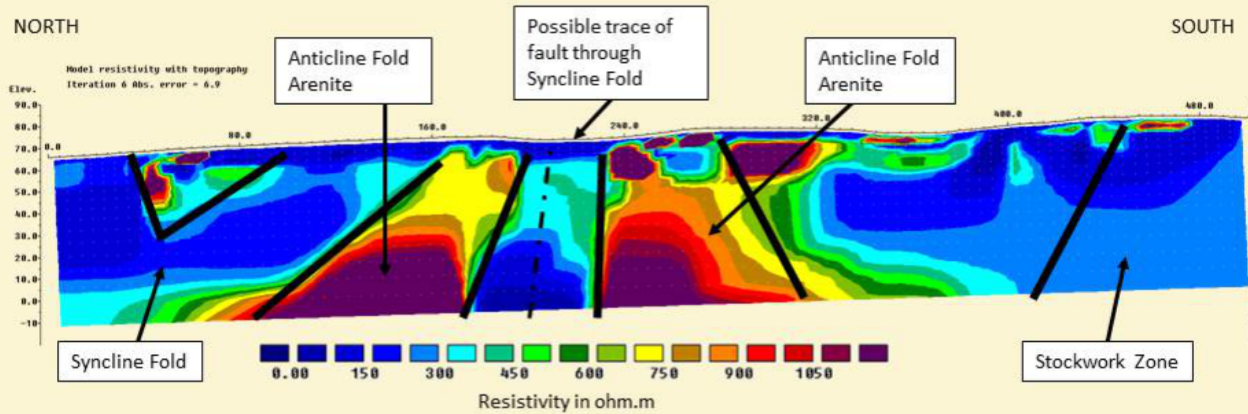 NORTH
SOUTH
Possible trace of
fault through
Syncline Fold
Anticline Fold
Arenite
Anticline Fold
Arenite
Model resistivity with topography
Iteration 6 Abs. error = 6.9
Elev.
90.0
80.0
70.0
60.0
50.0
40.0
30.0
20.0
10.0
0.0
-10
0.0
80.0
160.0
240.0
320.0
400.0
480.0
Syncline Fold
Stockwork Zone
0.00 150 300 450 600 750 900 1050
Resistivity in ohm.m